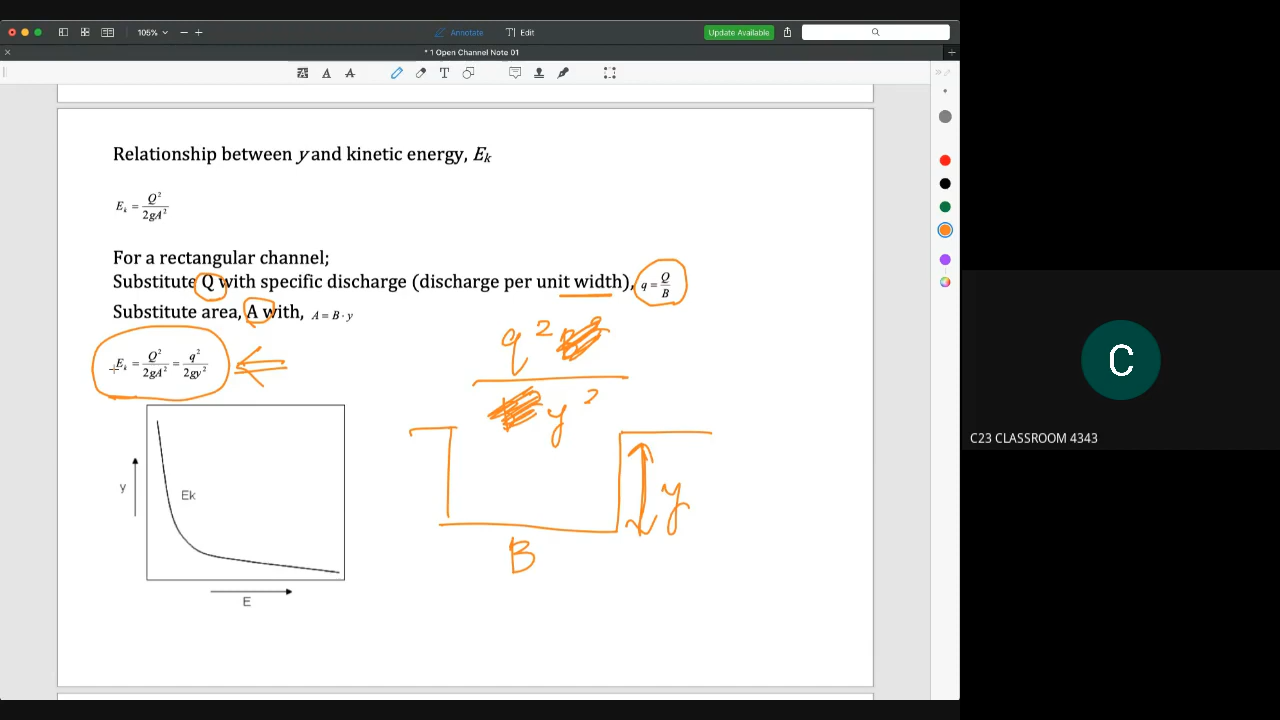 106%
Annotate
Edit
Update Available
* 1 Open Channel Note 01
Relationship between y and kinetic energy, Ek
Ek = Q² / 2gA²
For a rectangular channel;
Substitute Q with specific discharge (discharge per unit width), q = Q / B
Substitute area, A with, A = B · y
Ek = Q² / 2gA² = q² / 2gy²
q²
y²
y
Ek
E
y
B
C
C23 CLASSROOM 4343